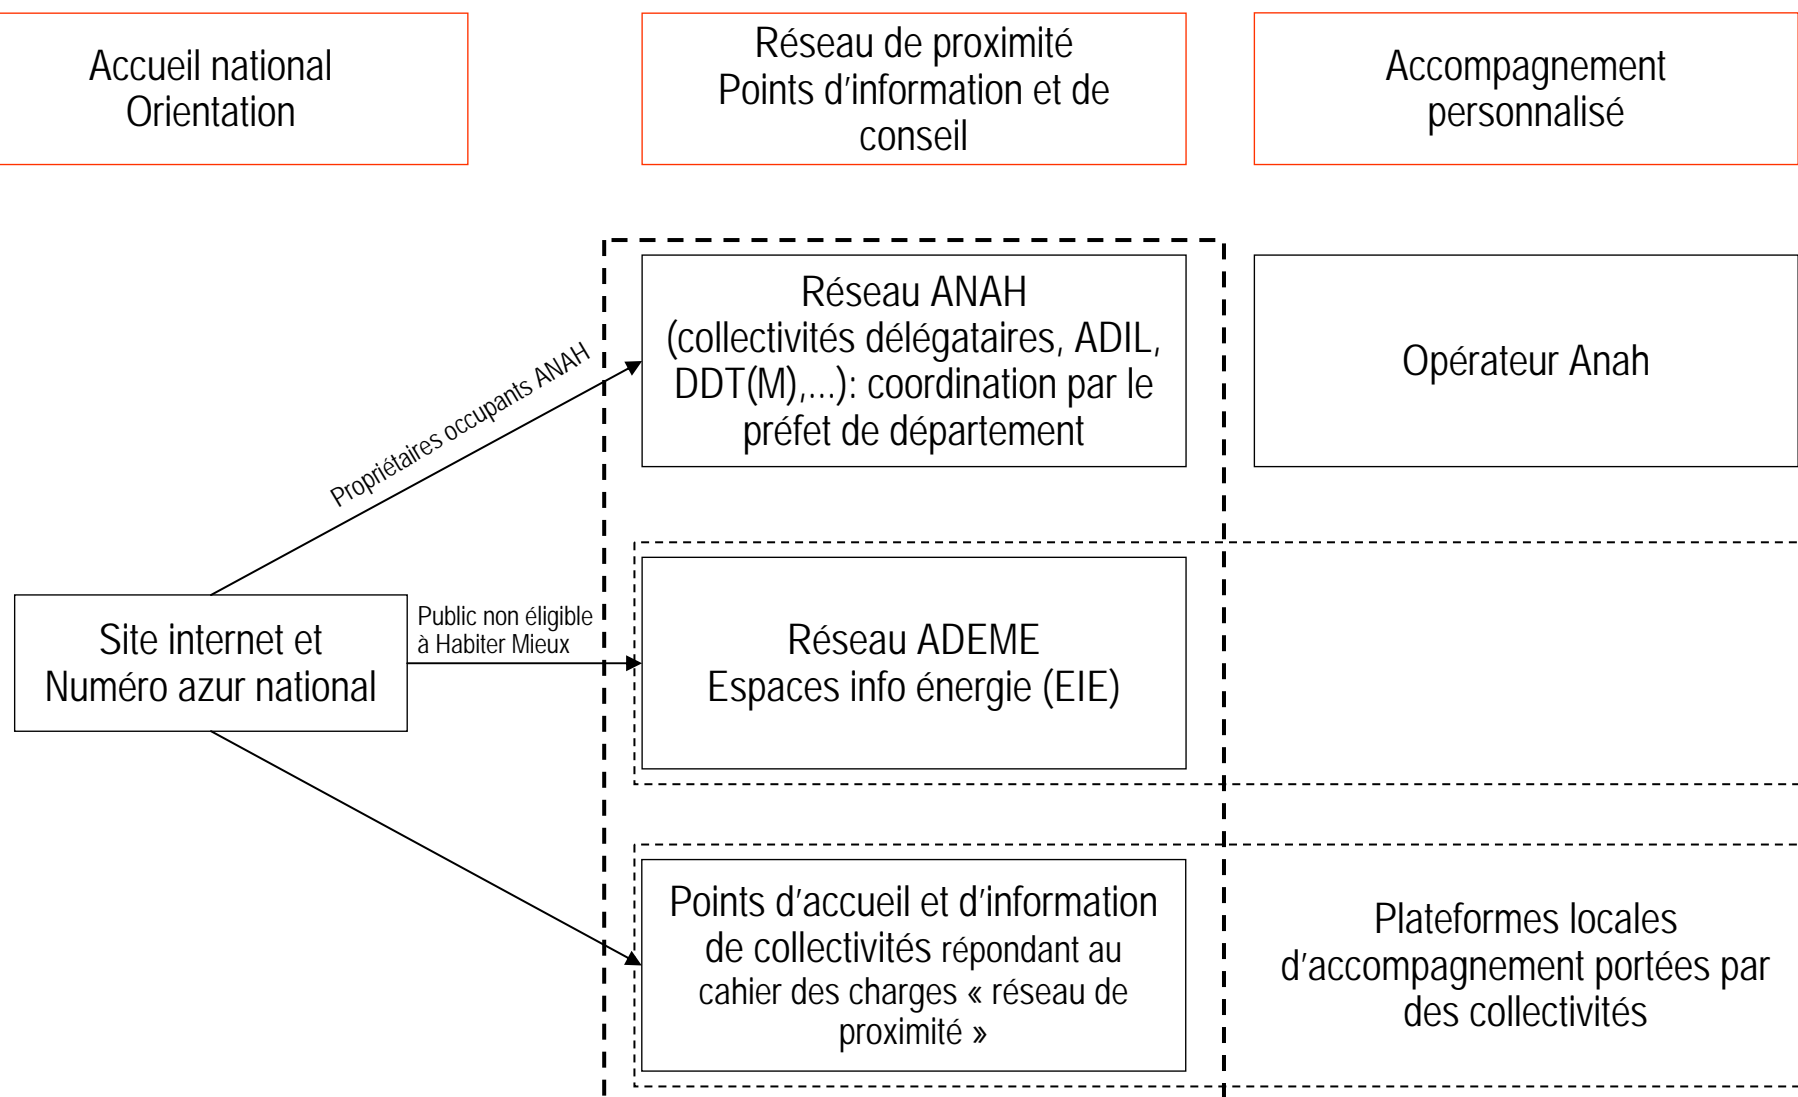 Accueil national
Orientation
Réseau de proximité
Points d’information et de
conseil
Accompagnement
personnalisé
Réseau ANAH
(collectivités délégataires, ADIL,
DDT(M),...): coordination par le
préfet de département
Opérateur Anah
Propriétaires occupants ANAH
Public non éligible
à Habiter Mieux
Site internet et
Numéro azur national
Réseau ADEME
Espaces info énergie (EIE)
Points d’accueil et d’information
de collectivités répondant au
cahier des charges « réseau de
proximité »
Plateformes locales
d’accompagnement portées par
des collectivités